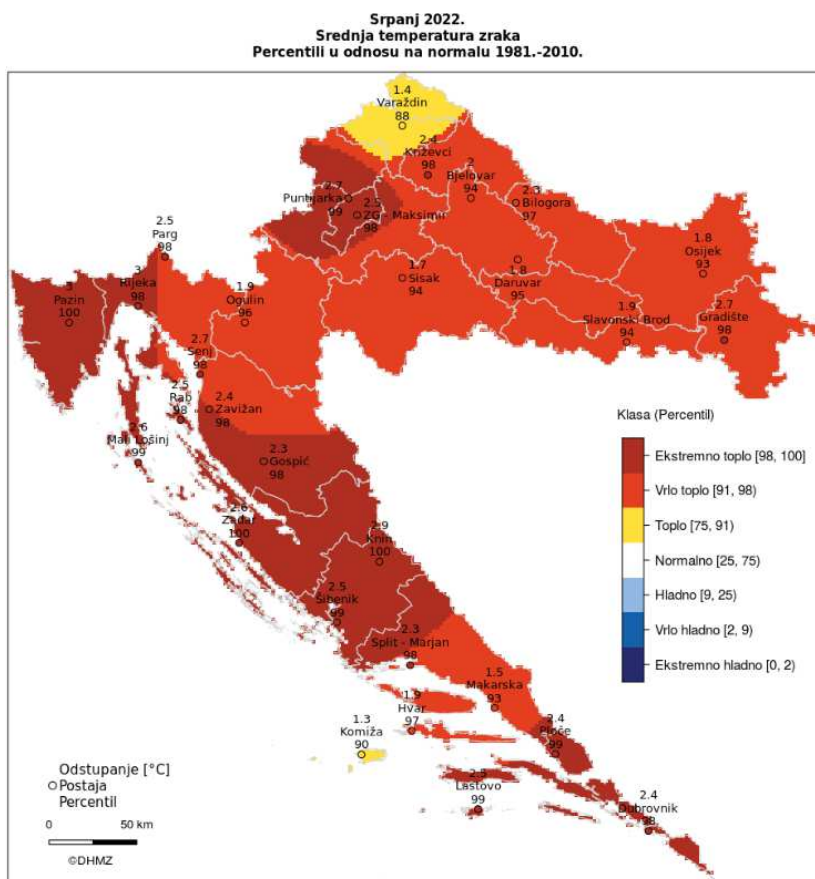 Srpanj 2022.
Srednja temperatura zraka
Percentili u odnosu na normalu 1981.-2010.
1.4
Varaždin
88
2.4
Križevci
98
2
Bjelovar
94
2.3
Bilogora
97
2.7
Puntijarka
99
2.5
ZG - Maksimir
98
2.5
Parg
98
3
Rijeka
98
3
Pazin
100
1.9
Ogulin
96
1.7
Sisak
94
1.8
Daruvar
95
1.8
Osijek
93
1.9
Slavonski Brod
94
2.7
Gradište
98
2.7
Senj
98
2.5
Rab
98
2.4
Zavižan
98
2.6
Mali Lošinj
99
2.3
Gospić
98
2.6
Zadar
100
2.9
Knin
100
2.5
Šibenik
99
2.3
Split - Marjan
98
1.5
Makarska
93
1.9
Hvar
97
1.3
Komiža
90
2.4
Ploče
99
2.5
Lastovo
99
2.4
Dubrovnik
98
Klasa (Percentil)
Ekstremno toplo [98, 100]
Vrlo toplo [91, 98)
Toplo [75, 91)
Normalno [25, 75)
Hladno [9, 25)
Vrlo hladno [2, 9)
Ekstremno hladno [0, 2)
Odstupanje [°C]
Postaja
Percentil
0 50 km
©DHMZ